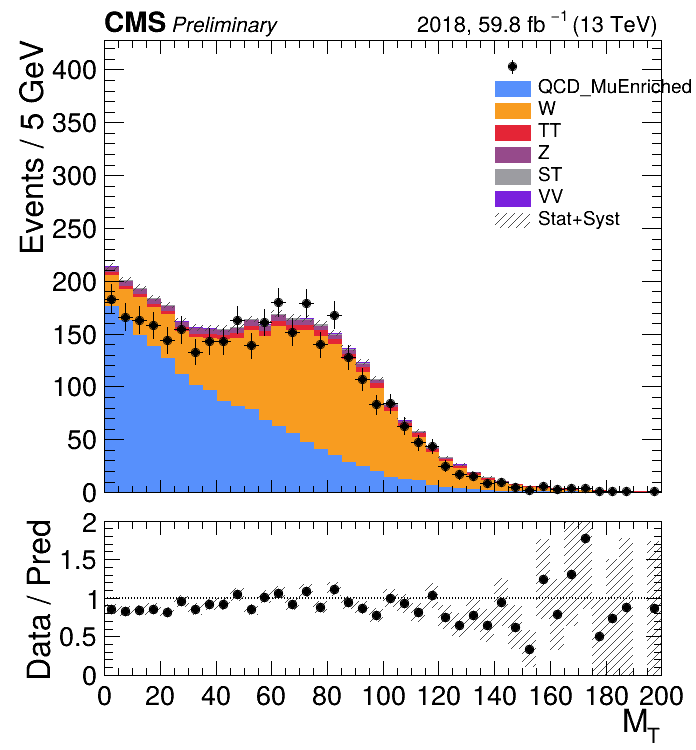 CMS Preliminary 2018, 59.8 fb⁻¹ (13 TeV)
Events / 5 GeV
400
350
300
250
200
150
100
50
0
QCD_MuEnriched
W
TT
Z
ST
VV
Stat+Syst
Data / Pred
2
1.5
1
0.5
0
0 20 40 60 80 100 120 140 160 180 200
M_T